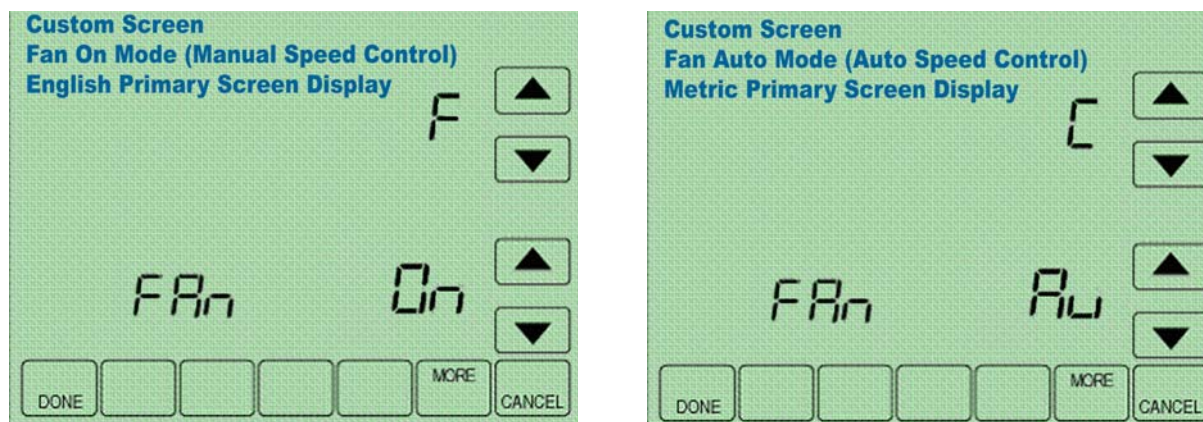 Custom Screen
Fan On Mode (Manual Speed Control)
English Primary Screen Display
F
FAn On
MORE
DONE CANCEL
Custom Screen
Fan Auto Mode (Auto Speed Control)
Metric Primary Screen Display
C
FAn Au
MORE
DONE CANCEL